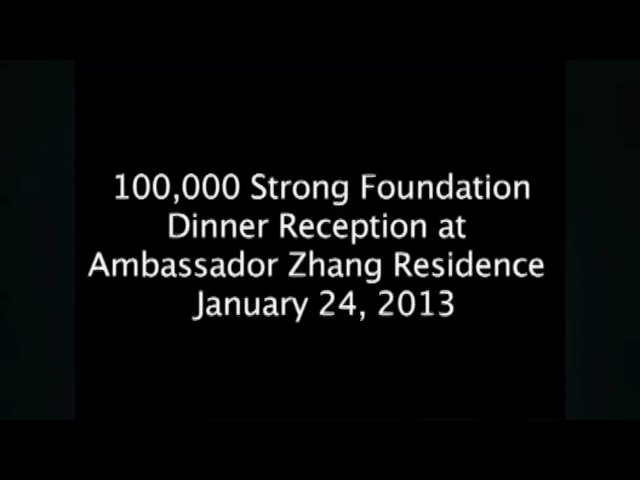 100,000 Strong Foundation
Dinner Reception at
Ambassador Zhang Residence
January 24, 2013